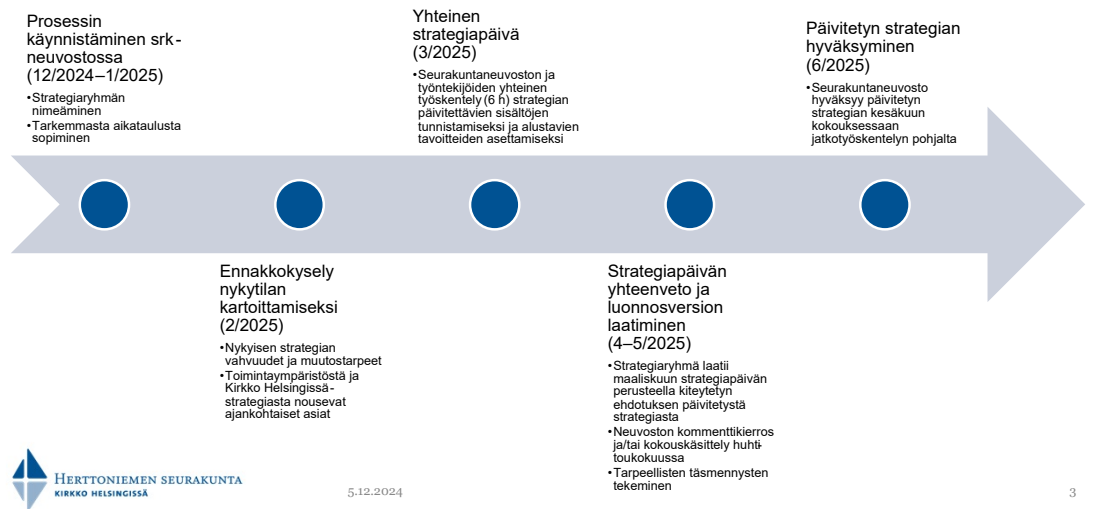 Prosessin
käynnistäminen srk-
neuvostossa
(12/2024–1/2025)
•Strategiaryhmän
nimeäminen
•Tarkemmasta aikataulusta
sopiminen
Ennakkokysely
nykytilan
kartoittamiseksi
(2/2025)
•Nykyisen strategian
vahvuudet ja muutostarpeet
•Toimintaympäristöstä ja
Kirkko Helsingissä-
strategiasta nousevat
ajankohtaiset asiat
Yhteinen
strategiapäivä
(3/2025)
•Seurakuntaneuvoston ja
työntekijöiden yhteinen
työskentely (6 h) strategian
päivitettävien sisältöjen
tunnistamiseksi ja alustavien
tavoitteiden asettamiseksi
Strategiapäivän
yhteenveto ja
luonnosversion
laatiminen
(4–5/2025)
•Strategiaryhmä laatii
maaliskuun strategiapäivän
perusteella kiteytetyn
ehdotuksen päivitetystä
strategiasta
•Neuvoston kommenttikierros
ja/tai kokouskäsittely huhti-
toukokuussa
•Tarpeellisten täsmennysten
tekeminen
Päivitetyn strategian
hyväksyminen
(6/2025)
•Seurakuntaneuvosto
hyväksyy päivitetyn
strategian kesäkuun
kokouksessaan
jatkotyöskentelyn pohjalta
Herttoniemen seurakunta
KIRKKO HELSINGISSÄ
5.12.2024
3